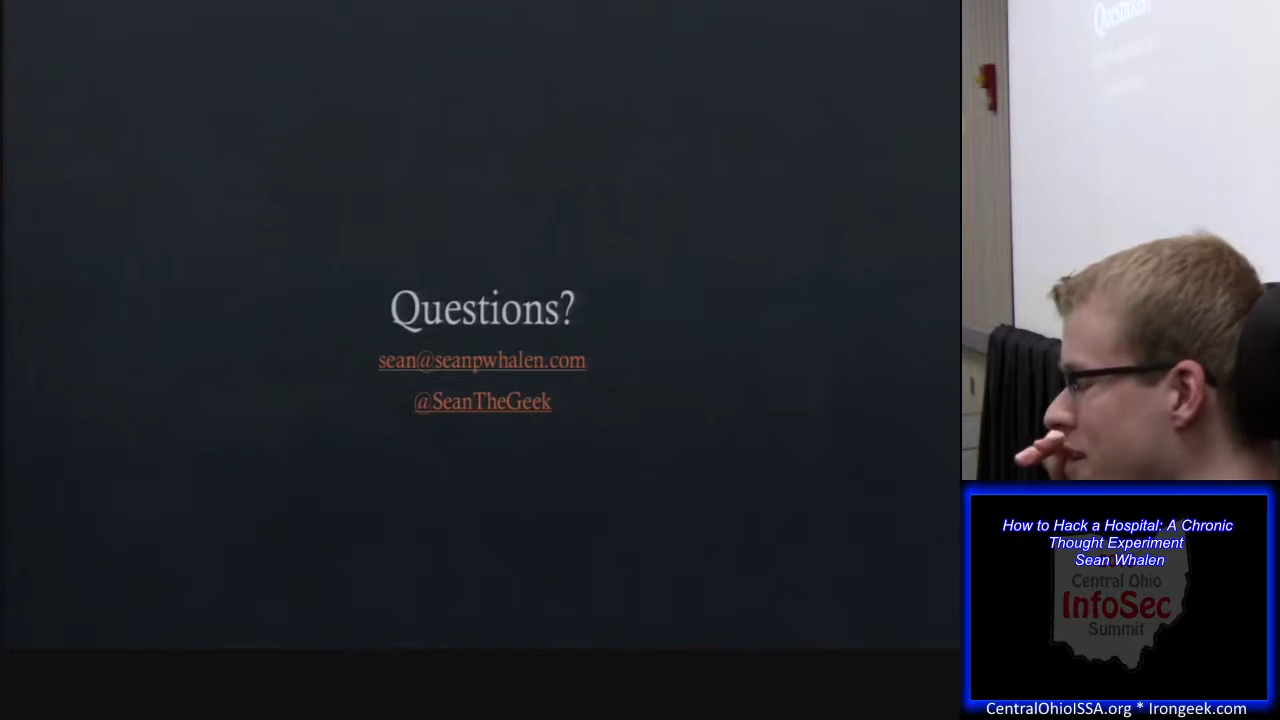 Questions?
sean@seanpwhalen.com
@SeanTheGeek
How to Hack a Hospital: A Chronic
Thought Experiment
Sean Whalen
Central Ohio
InfoSec
Summit
CentralOhioISSA.org * Irongeek.com